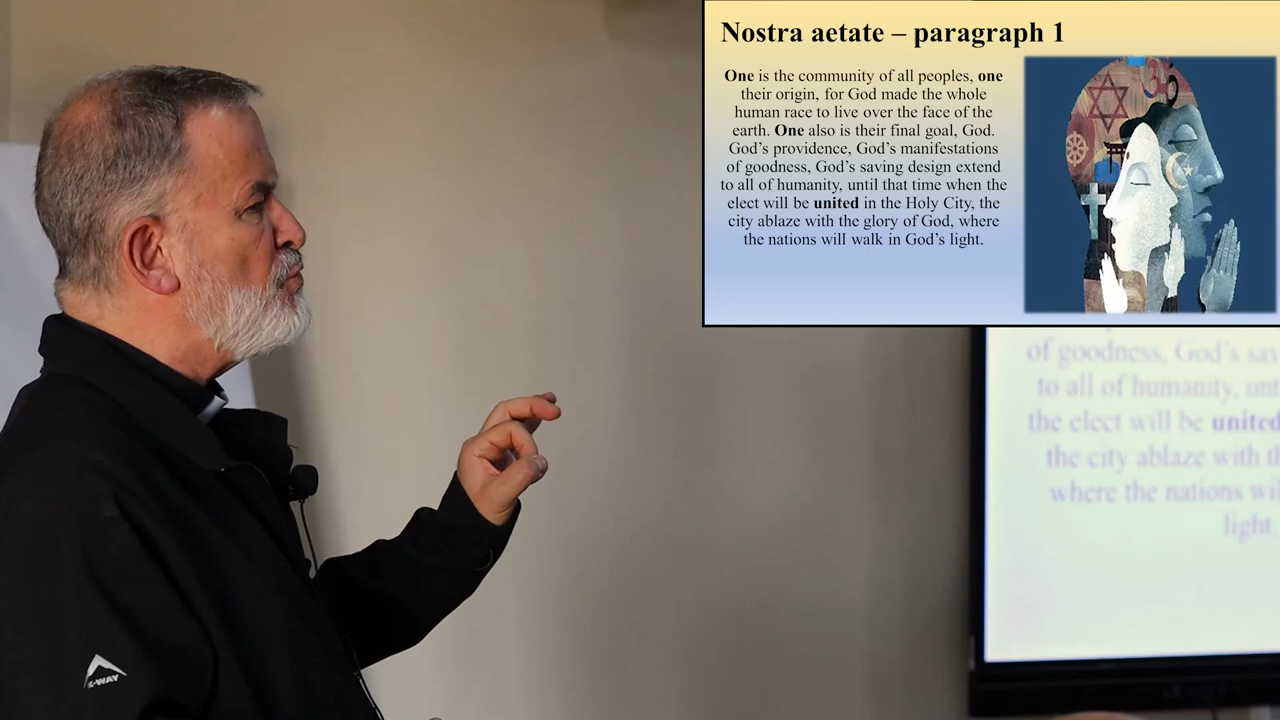 Nostra aetate – paragraph 1
One is the community of all peoples, one
their origin, for God made the whole
human race to live over the face of the
earth. One also is their final goal, God.
God's providence, God's manifestations
of goodness, God's saving design extend
to all of humanity, until that time when the
elect will be united in the Holy City, the
city ablaze with the glory of God, where
the nations will walk in God's light.
of goodness, God's sav
to all of humanity, unt
the elect will be united
the city ablaze with th
where the nations wil
light.
K-WAY